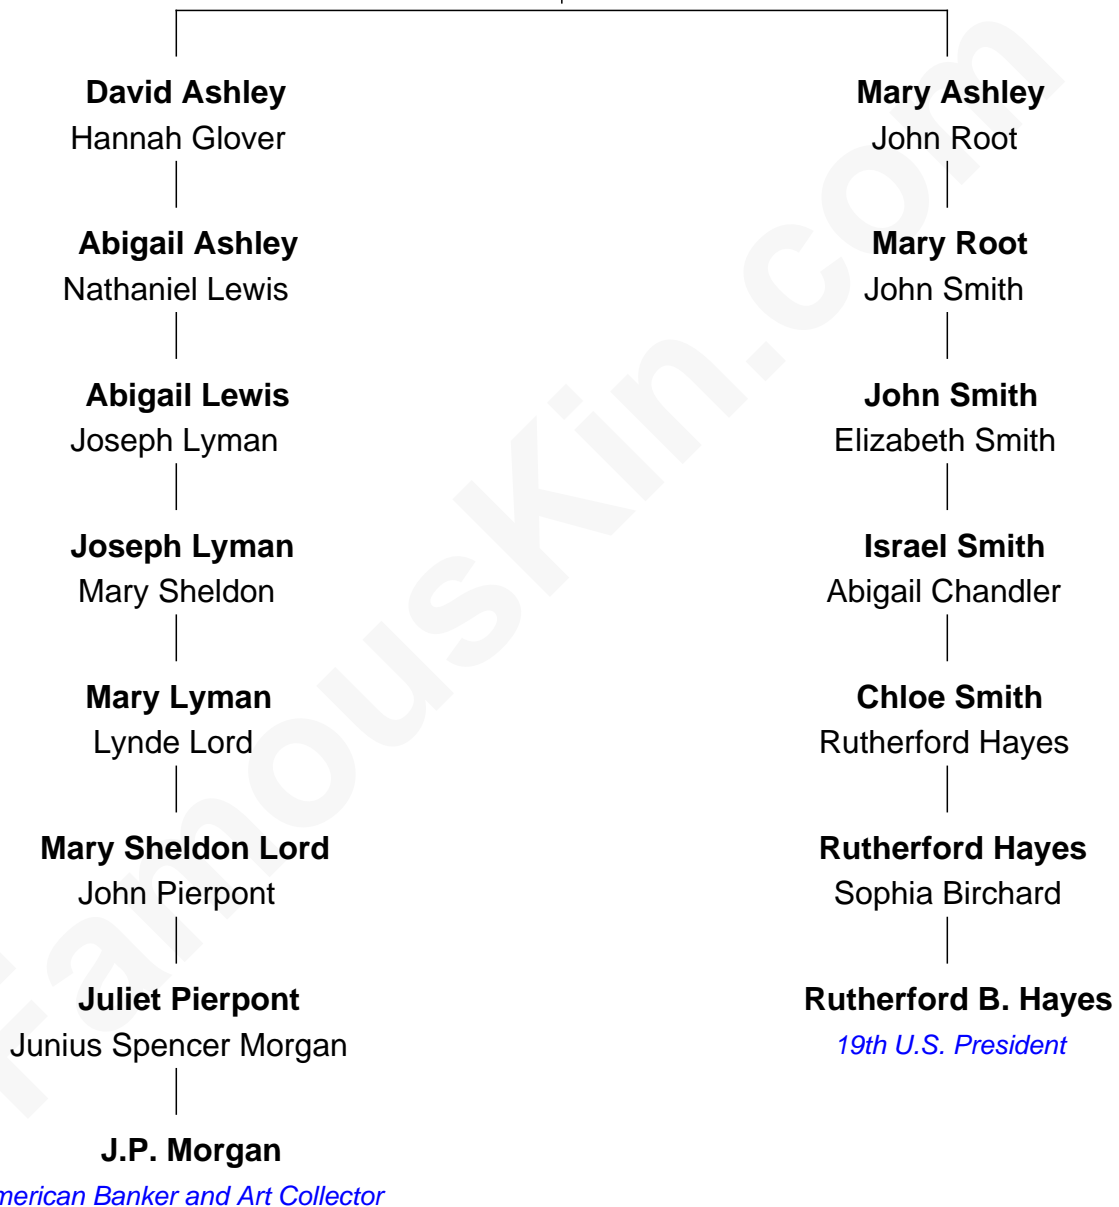 David Ashley
Hannah Glover
Abigail Ashley
Nathaniel Lewis
Abigail Lewis
Joseph Lyman
Joseph Lyman
Mary Sheldon
Mary Lyman
Lynde Lord
Mary Sheldon Lord
John Pierpont
Juliet Pierpont
Junius Spencer Morgan
J.P. Morgan
merican Banker and Art Collector
Mary Ashley
John Root
Mary Root
John Smith
John Smith
Elizabeth Smith
Israel Smith
Abigail Chandler
Chloe Smith
Rutherford Hayes
Rutherford Hayes
Sophia Birchard
Rutherford B. Hayes
19th U.S. President
FamousKin.com